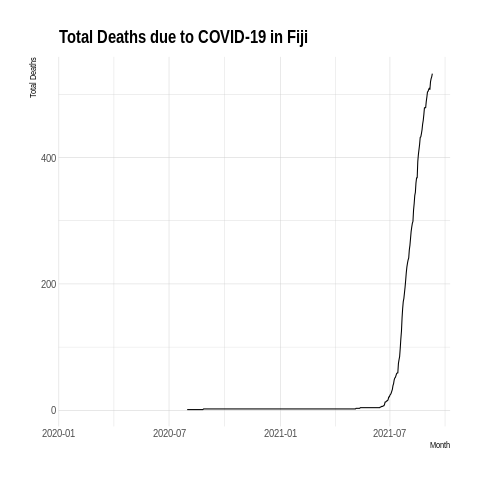 Total Deaths due to COVID-19 in Fiji
Total Deaths
400
200
0
2020-01 2020-07 2021-01 2021-07
Month